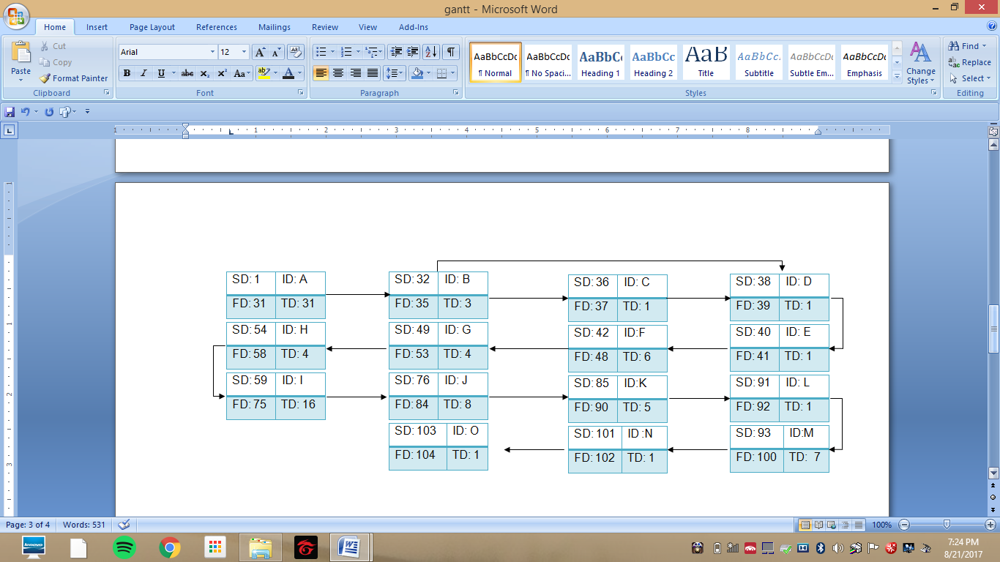 gantt - Microsoft Word
Home Insert Page Layout References Mailings Review View Add-Ins
Paste
Cut
Copy
Format Painter
Clipboard
Arial 12
B I U abc x₂ x² Aa
Font
Paragraph
AaBbCcDc AaBbCcDc AaBbCc AaBbCc AaB AaBbCc. AaBbCcDc AaBbCcDc
¶ Normal ¶ No Spaci... Heading 1 Heading 2 Title Subtitle Subtle Em... Emphasis
Styles
Change Styles
Find
Replace
Select
Editing
1 1 2 3 4 5 6 7 8
SD: 1 ID: A SD: 32 ID: B SD: 36 ID: C SD: 38 ID: D
FD: 31 TD: 31 FD: 35 TD: 3 FD: 37 TD: 1 FD: 39 TD: 1
SD: 54 ID: H SD: 49 ID: G SD: 42 ID:F SD: 40 ID: E
FD: 58 TD: 4 FD: 53 TD: 4 FD: 48 TD: 6 FD: 41 TD: 1
SD: 59 ID: I SD: 76 ID: J SD: 85 ID:K SD: 91 ID: L
FD: 75 TD: 16 FD: 84 TD: 8 FD: 90 TD: 5 FD: 92 TD: 1
SD: 103 ID: O SD: 101 ID :N SD: 93 ID:M
FD: 104 TD: 1 FD: 102 TD: 1 FD: 100 TD: 7
Page: 3 of 4 Words: 531 100%
lenovo
7:24 PM
8/21/2017